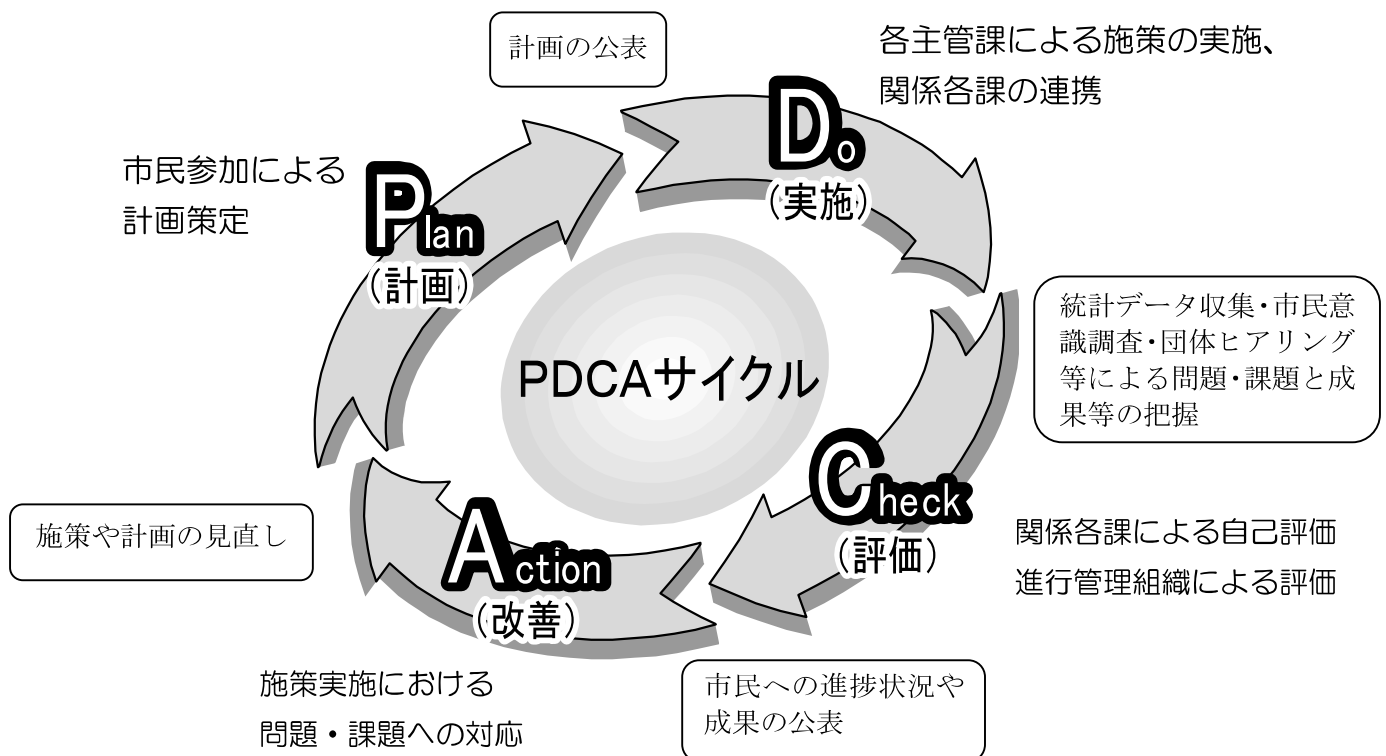 計画の公表
各主管課による施策の実施、
関係各課の連携
Do
(実施)
市民参加による
計画策定
Plan
(計画)
統計データ収集・市民意
識調査・団体ヒアリング
等による問題・課題と成
果等の把握
PDCAサイクル
Check
(評価)
関係各課による自己評価
進行管理組織による評価
施策や計画の見直し
Action
(改善)
施策実施における
問題・課題への対応
市民への進捗状況や
成果の公表